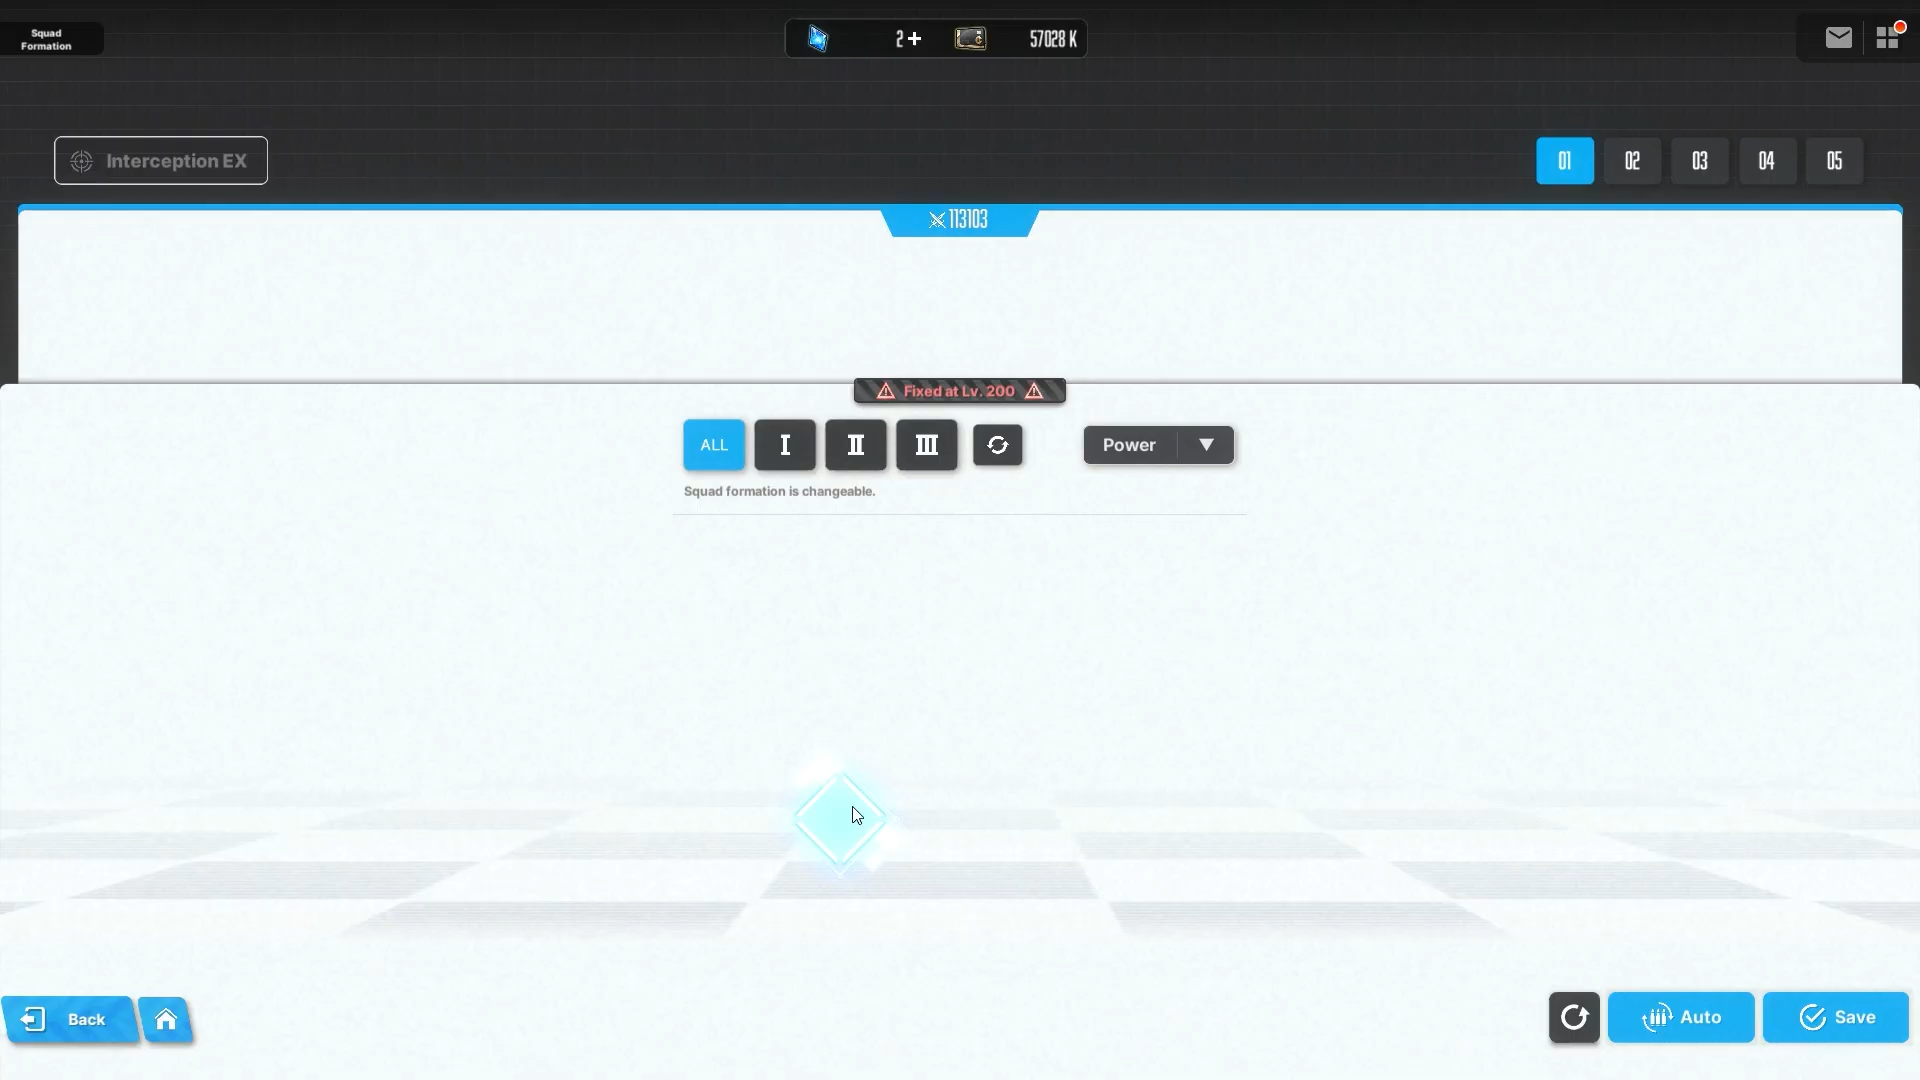 Squad
Formation
2+
57028 K
Interception EX
01
02
03
04
05
113103
Fixed at Lv. 200
ALL
I
II
III
Power
Squad formation is changeable.
Back
Auto
Save